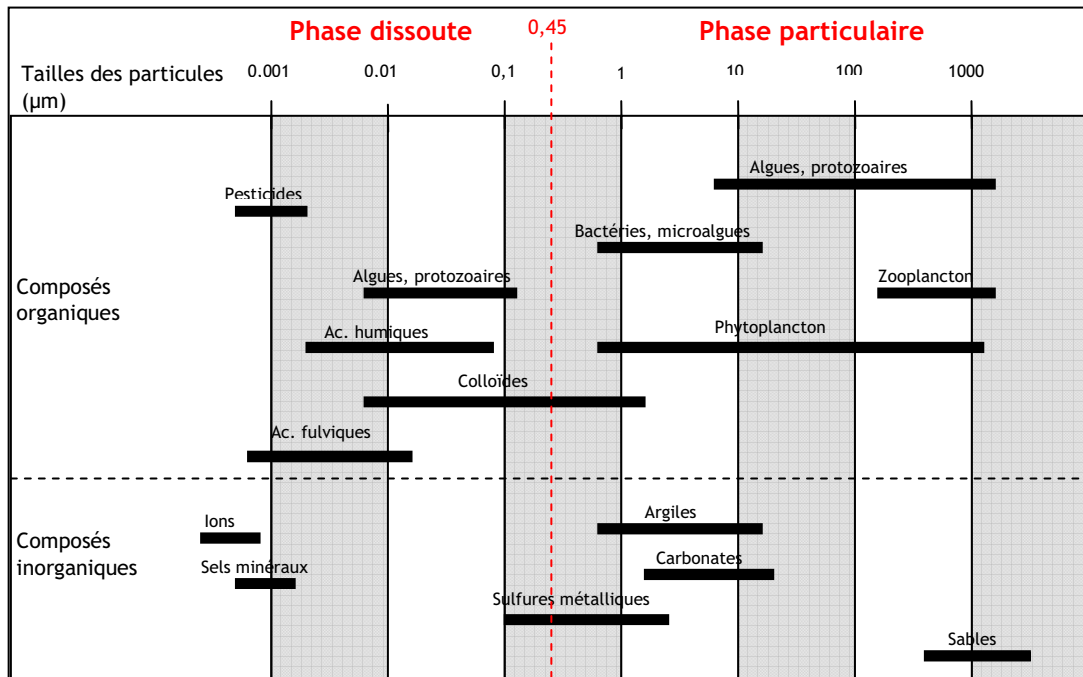 Phase dissoute
0,45
Phase particulaire
Tailles des particules
(µm)
0.001
0.01
0,1
1
10
100
1000
Algues, protozoaires
Pesticides
Bactéries, microalgues
Algues, protozoaires
Zooplancton
Composés
organiques
Ac. humiques
Phytoplancton
Colloïdes
Ac. fulviques
Ions
Argiles
Composés
inorganiques
Carbonates
Sels minéraux
Sulfures métalliques
Sables